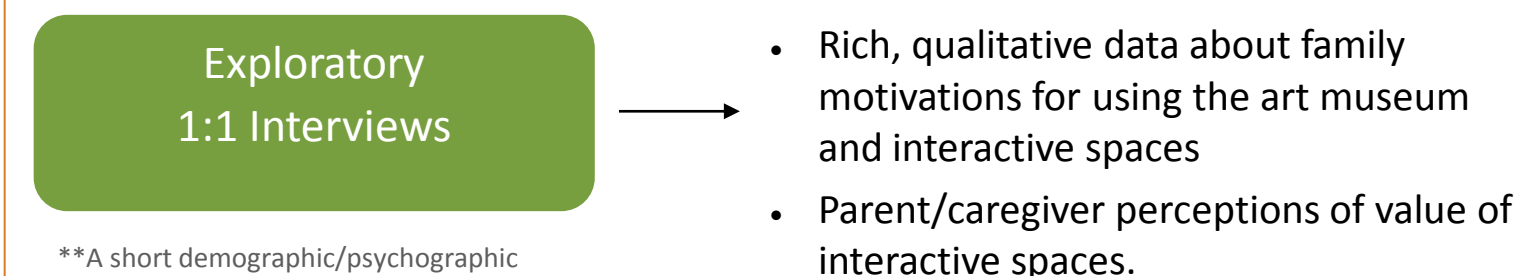 Exploratory
1:1 Interviews
**A short demographic/psychographic
• Rich, qualitative data about family
motivations for using the art museum
and interactive spaces
• Parent/caregiver perceptions of value of
interactive spaces.